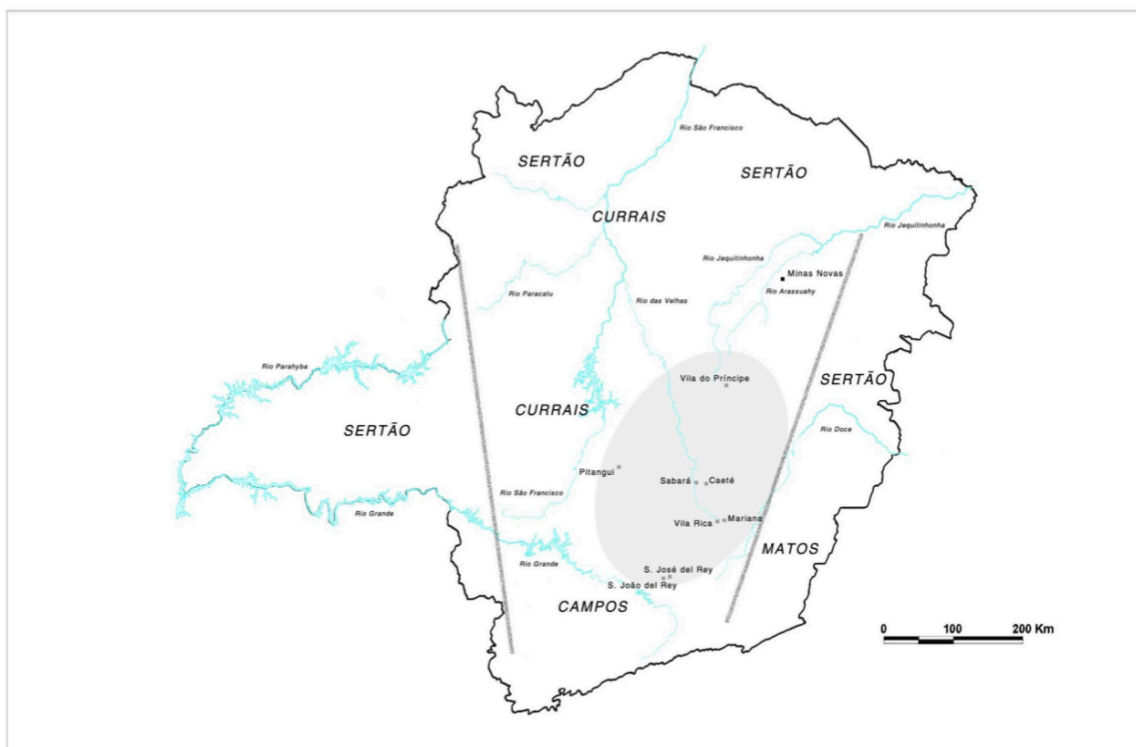 Rio São Francisco
SERTÃO
SERTÃO
CURRAIS
Rio Jequitinhonha
Rio Jequitinhonha
Minas Novas
Rio Arassuahy
Rio Paracatu
Rio das Velhas
Rio Parahyba
Vila do Príncipe
SERTÃO
CURRAIS
SERTÃO
Rio Doce
Pitangui
Sabará
Caeté
Rio São Francisco
Rio Grande
Vila Rica
Mariana
MATOS
Rio Grande
S. José del Rey
S. João del Rey
CAMPOS
0 100 200 Km